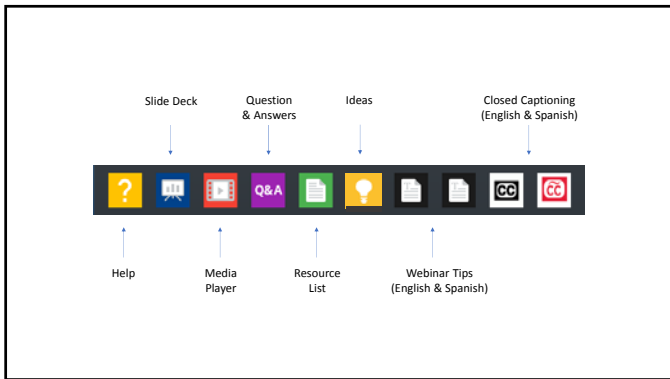 Slide Deck
Question
& Answers
Ideas
Closed Captioning
(English & Spanish)
?
Q&A
CC
CC
Help
Media
Player
Resource
List
Webinar Tips
(English & Spanish)